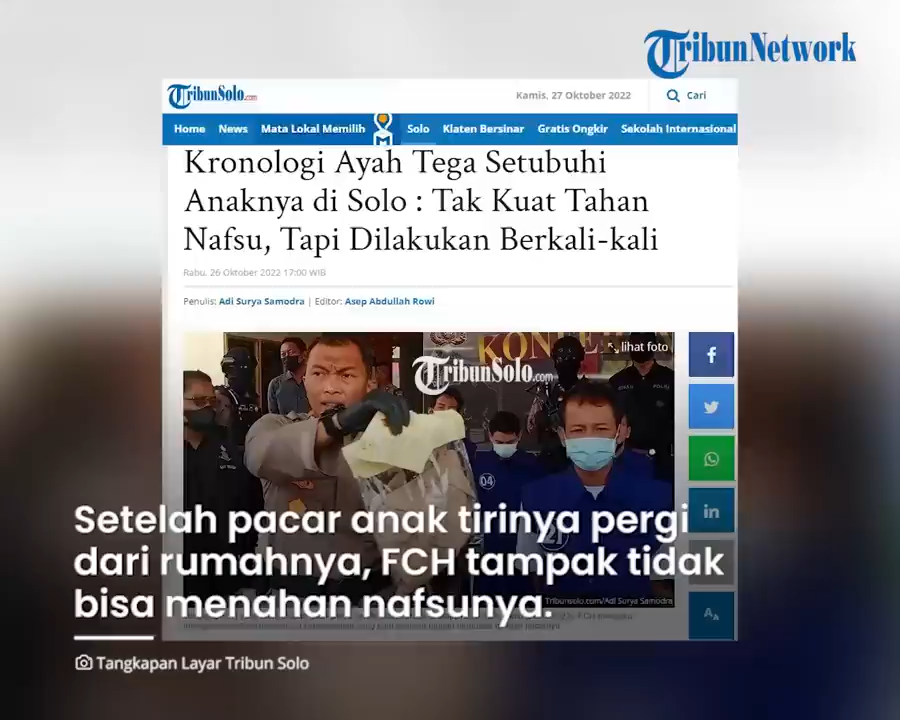 TribunNetwork
TribunSolo.com
Kamis, 27 Oktober 2022
Cari
Home News Mata Lokal Memilih Solo Klaten Bersinar Gratis Ongkir Sekolah Internasional
Kronologi Ayah Tega Setubuhi
Anaknya di Solo : Tak Kuat Tahan
Nafsu, Tapi Dilakukan Berkali-kali
Rabu, 26 Oktober 2022 17:00 WIB
Penulis: Adi Surya Samodra | Editor: Asep Abdullah Rowi
lihat foto
TribunSolo.com
04
21
Setelah pacar anak tirinya pergi
dari rumahnya, FCH tampak tidak
bisa menahan nafsunya.
Tribunsolo.com/Adi Surya Samodra
Tangkapan Layar Tribun Solo